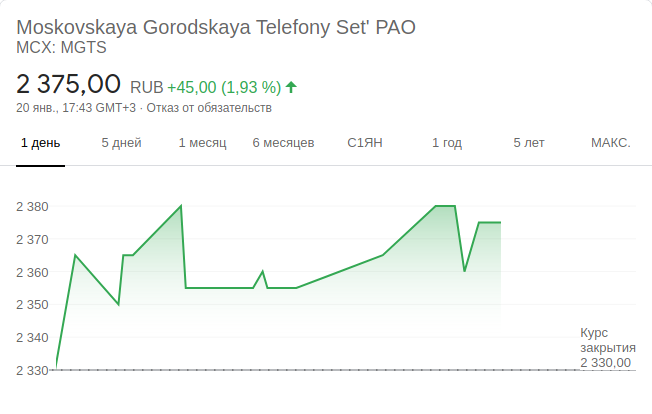 Moskovskaya Gorodskaya Telefony Set' PAO
MCX: MGTS
2 375,00 RUB +45,00 (1,93 %)
20 янв., 17:43 GMT+3 · Отказ от обязательств
1 день 5 дней 1 месяц 6 месяцев С1ЯН 1 год 5 лет МАКС.
2 380
2 370
2 360
2 350
2 340
2 330
Курс
закрытия
2 330,00